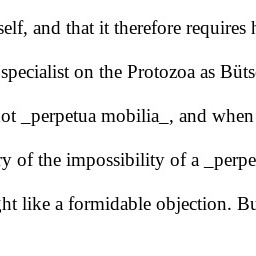 self, and that it therefore requires
specialist on the Protozoa as Büts
ot _perpetua mobilia_, and when
ry of the impossibility of a _perpe
ght like a formidable objection. Bu